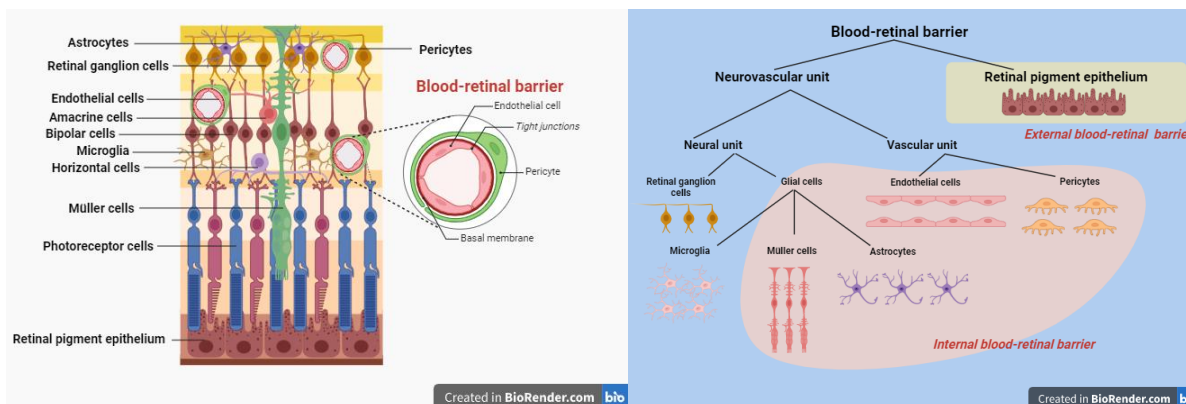 Astrocytes
Retinal ganglion cells
Endothelial cells
Amacrine cells
Bipolar cells
Microglia
Horizontal cells
Müller cells
Photoreceptor cells
Retinal pigment epithelium
Pericytes
Blood-retinal barrier
Endothelial cell
Tight junctions
Pericyte
Basal membrane
Created in BioRender.com bio
Blood-retinal barrier
Neurovascular unit
Retinal pigment epithelium
External blood-retinal barrie
Neural unit
Vascular unit
Retinal ganglion
cells
Glial cells
Endothelial cells
Pericytes
Microglia
Müller cells
Astrocytes
Internal blood-retinal barrier
Created in BioRender.com b